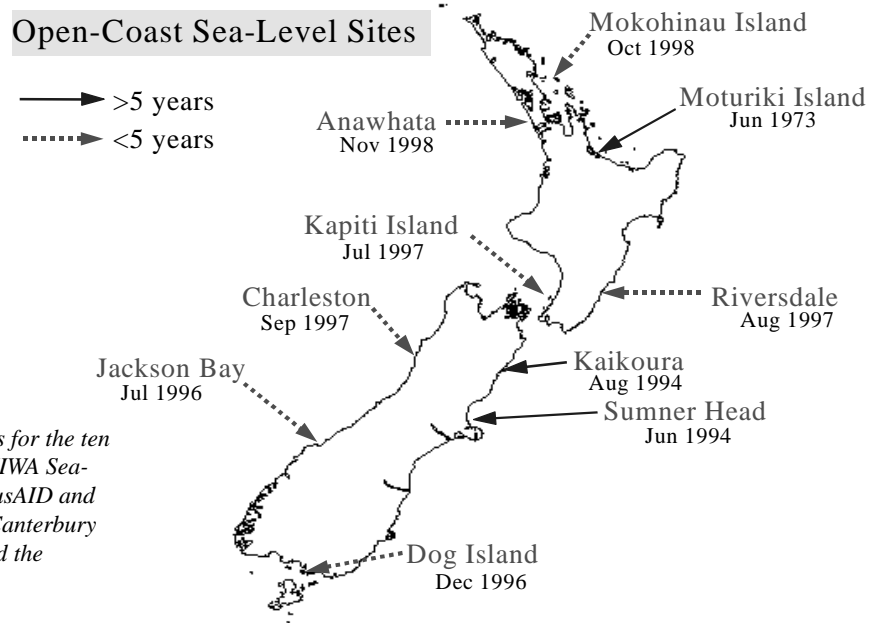 Open-Coast Sea-Level Sites
>5 years
<5 years
Mokohinau Island
Oct 1998
Moturiki Island
Jun 1973
Anawhata
Nov 1998
Kapiti Island
Jul 1997
Charleston
Sep 1997
Riversdale
Aug 1997
Jackson Bay
Jul 1996
Kaikoura
Aug 1994
Sumner Head
Jun 1994
s for the ten
IWA Sea-
usAID and
Canterbury
d the
Dog Island
Dec 1996